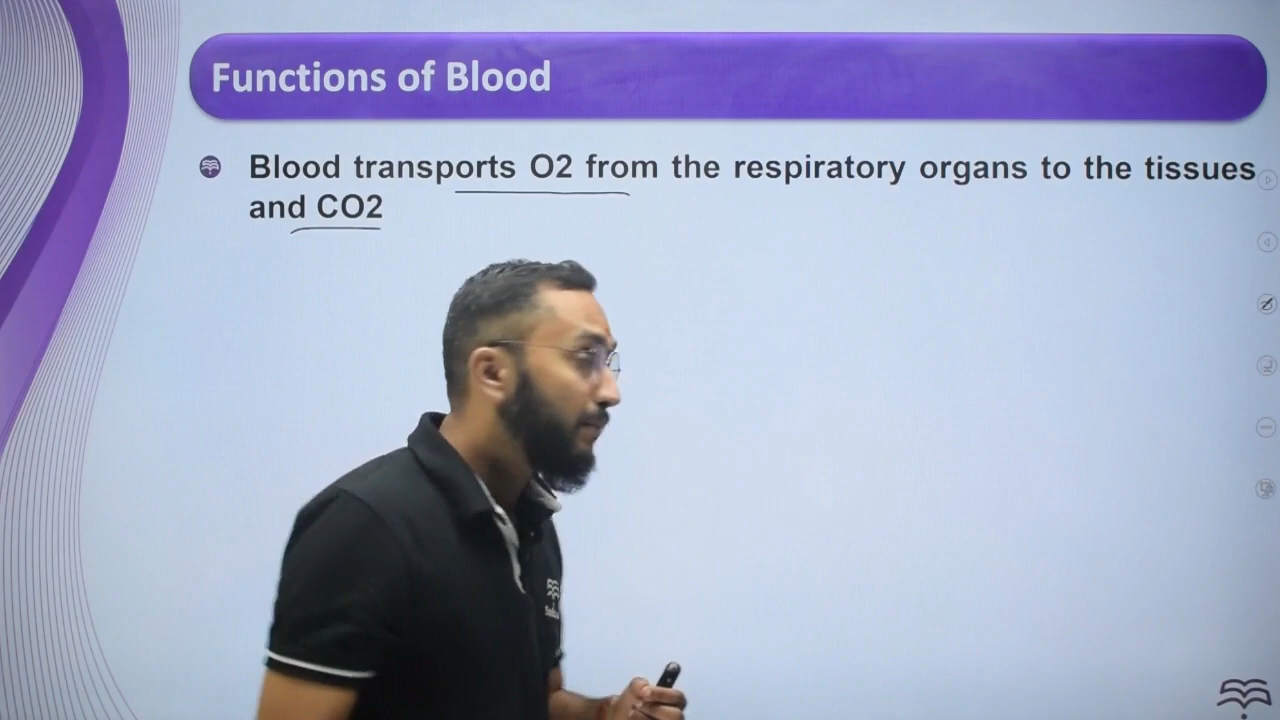 Functions of Blood
Blood transports O2 from the respiratory organs to the tissues
and CO2